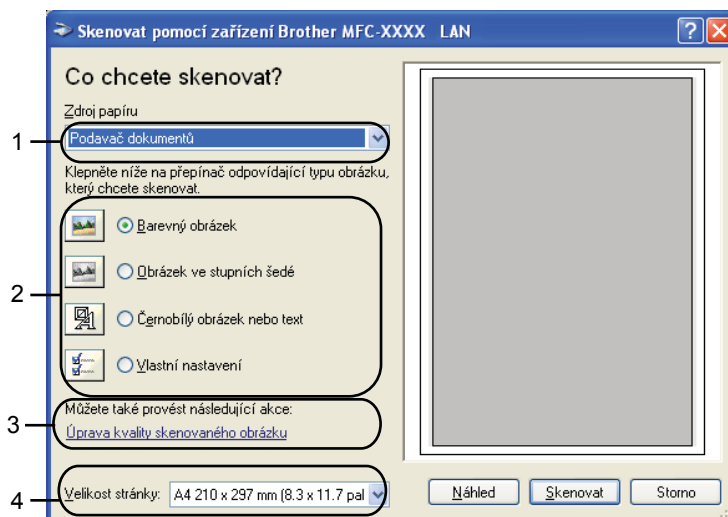 Skenovat pomocí zařízení Brother MFC-XXXX LAN
Co chcete skenovat?
Zdroj papíru
1
Podavač dokumentů
Klepněte níže na přepínač odpovídající typu obrázku,
který chcete skenovat.
2
Barevný obrázek
Obrázek ve stupních šedé
Černobílý obrázek nebo text
Vlastní nastavení
3
Můžete také provést následující akce:
Úprava kvality skenovaného obrázku
4
Velikost stránky: A4 210 x 297 mm (8.3 x 11.7 pal
Náhled Skenovat Storno